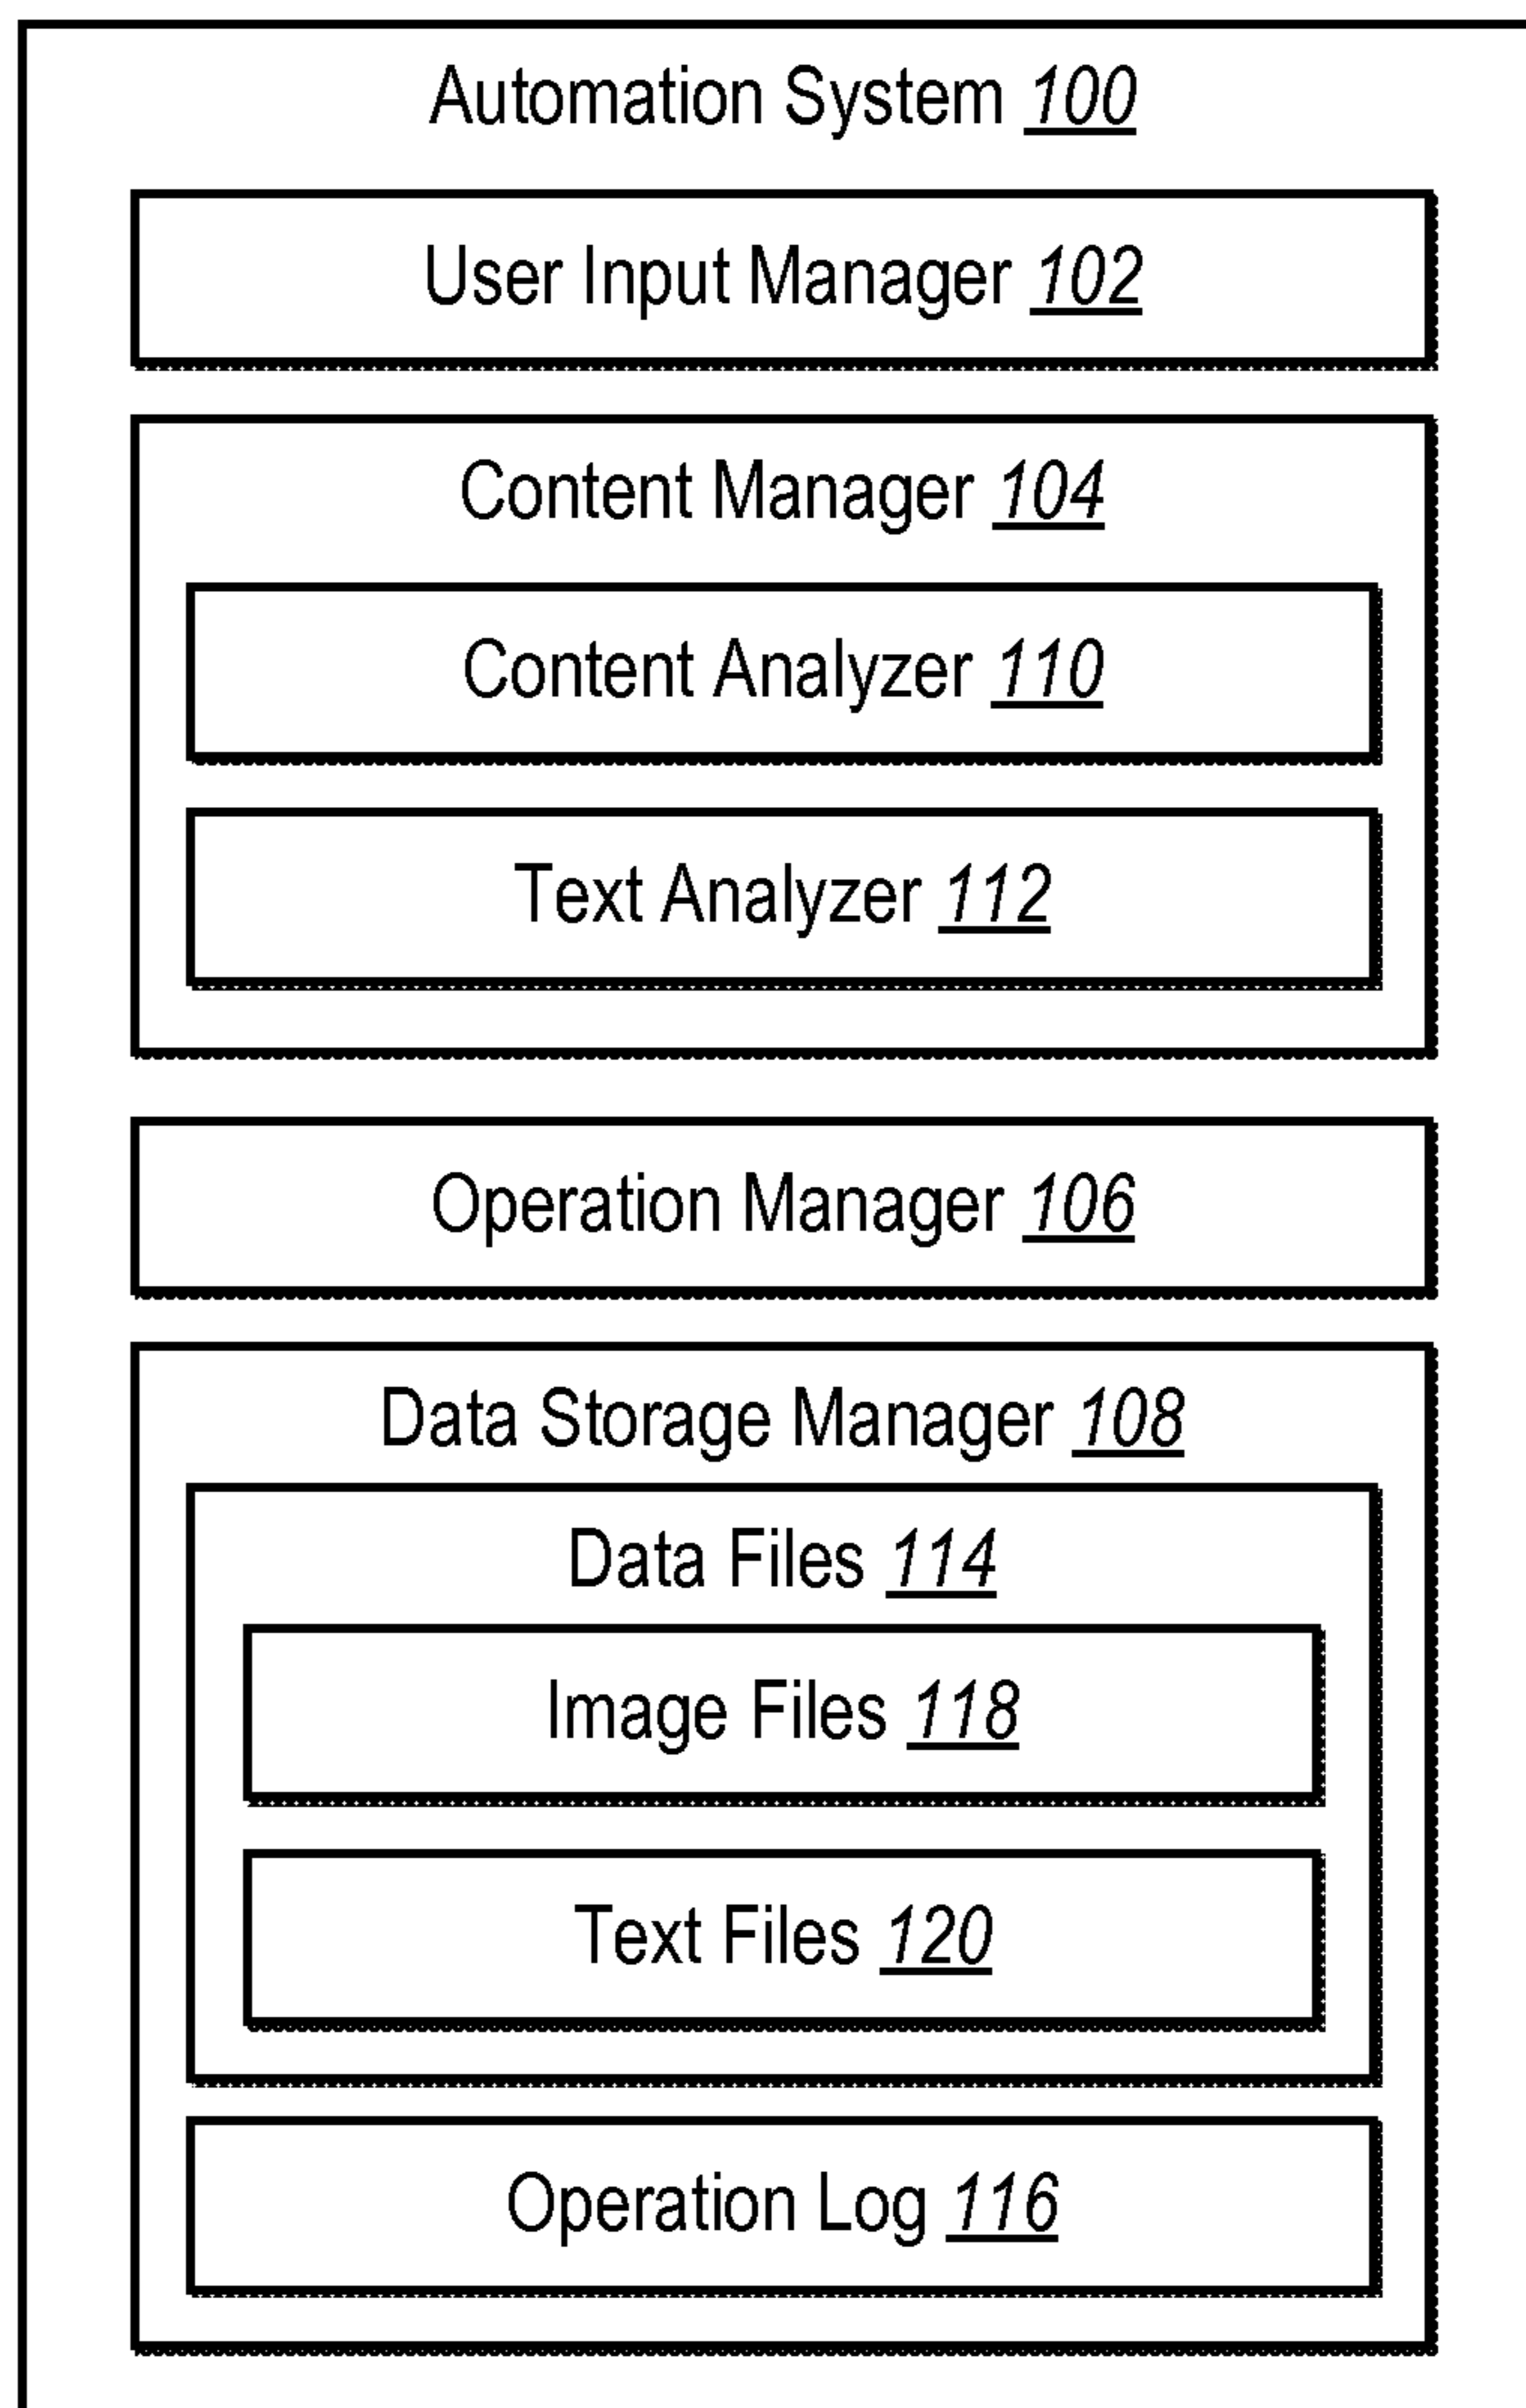 Automation System 100
User Input Manager 102
Content Manager 104
Content Analyzer 110
Text Analyzer 112
Operation Manager 106
Data Storage Manager 108
Data Files 114
Image Files 118
Text Files 120
Operation Log 116